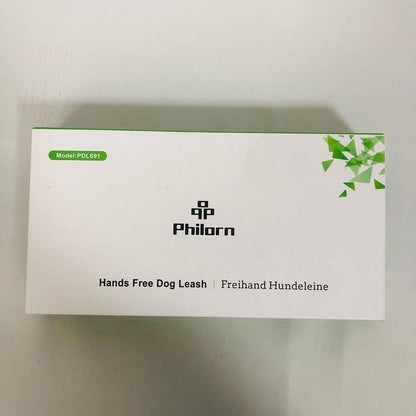 Model:PDL691
Philorn
Hands Free Dog Leash | Freihand Hundeleine